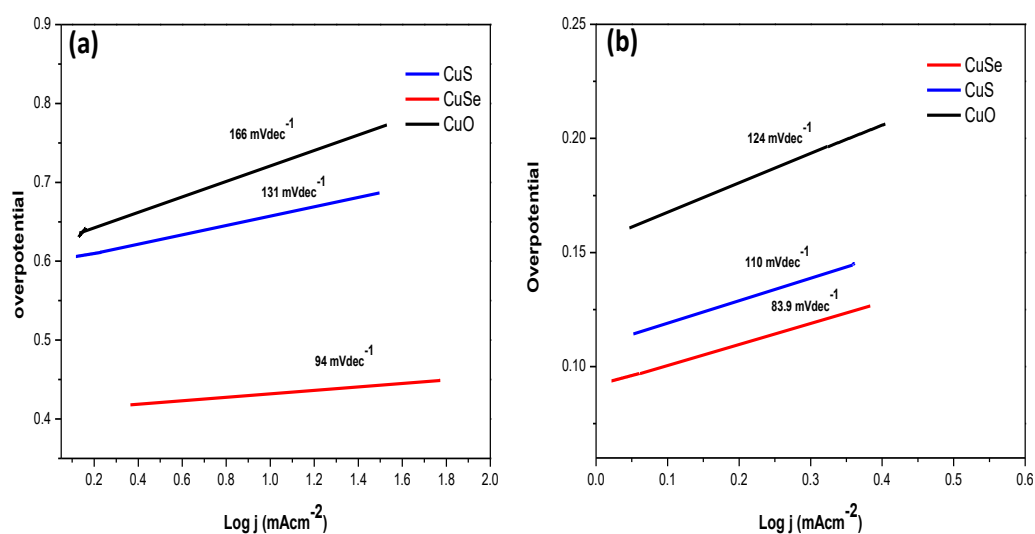 (a)
CuS
CuSe
CuO
166 mVdec-1
131 mVdec-1
94 mVdec-1
overpotential
0.9
0.8
0.7
0.6
0.5
0.4
0.2 0.4 0.6 0.8 1.0 1.2 1.4 1.6 1.8 2.0
Log j (mAcm-2)
(b)
CuSe
CuS
CuO
124 mVdec-1
110 mVdec-1
83.9 mVdec-1
Overpotential
0.25
0.20
0.15
0.10
0.0 0.1 0.2 0.3 0.4 0.5 0.6
Log j (mAcm-2)